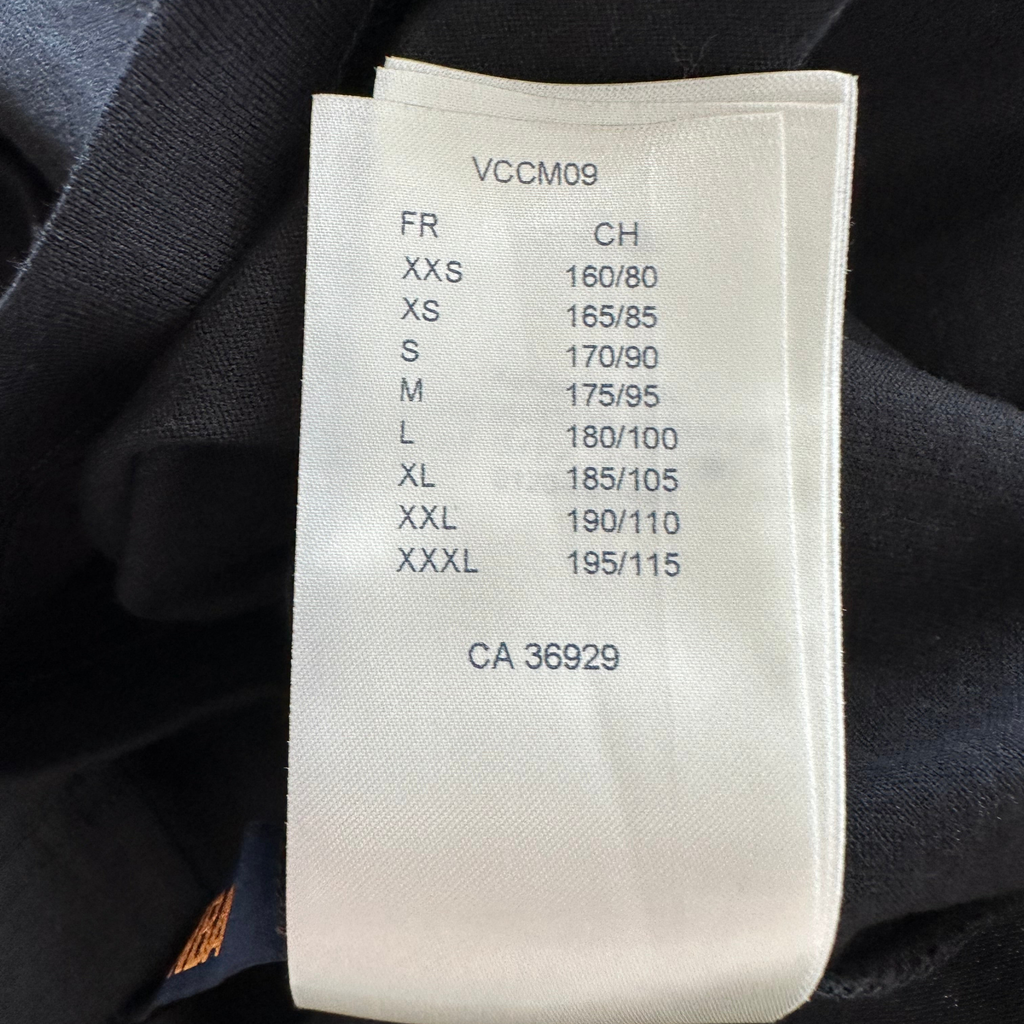 VCCM09
FR CH
XXS 160/80
XS 165/85
S 170/90
M 175/95
L 180/100
XL 185/105
XXL 190/110
XXXL 195/115
CA 36929